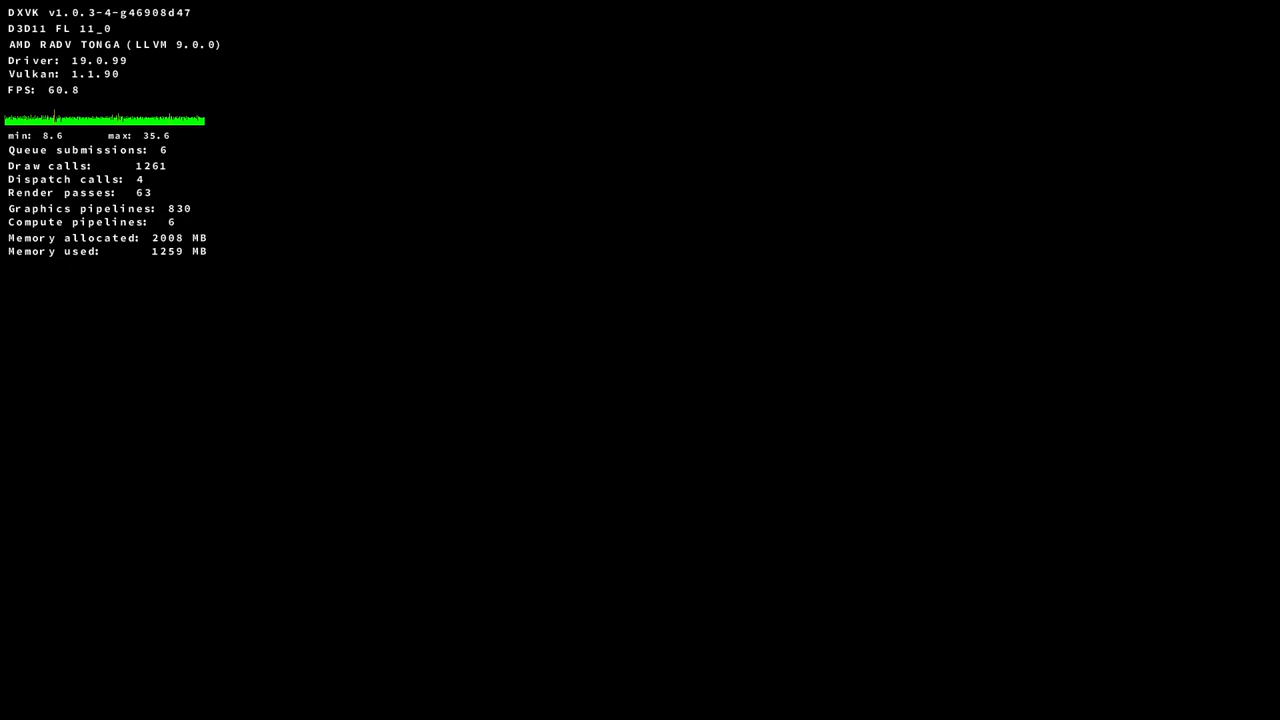 DXVK v1.0.3-4-g46908d47
D3D11 FL 11_0
AMD RADV TONGA (LLVM 9.0.0)
Driver: 19.0.99
Vulkan: 1.1.90
FPS: 60.8
min: 8.6 max: 35.6
Queue submissions: 6
Draw calls: 1261
Dispatch calls: 4
Render passes: 63
Graphics pipelines: 830
Compute pipelines: 6
Memory allocated: 2008 MB
Memory used: 1259 MB